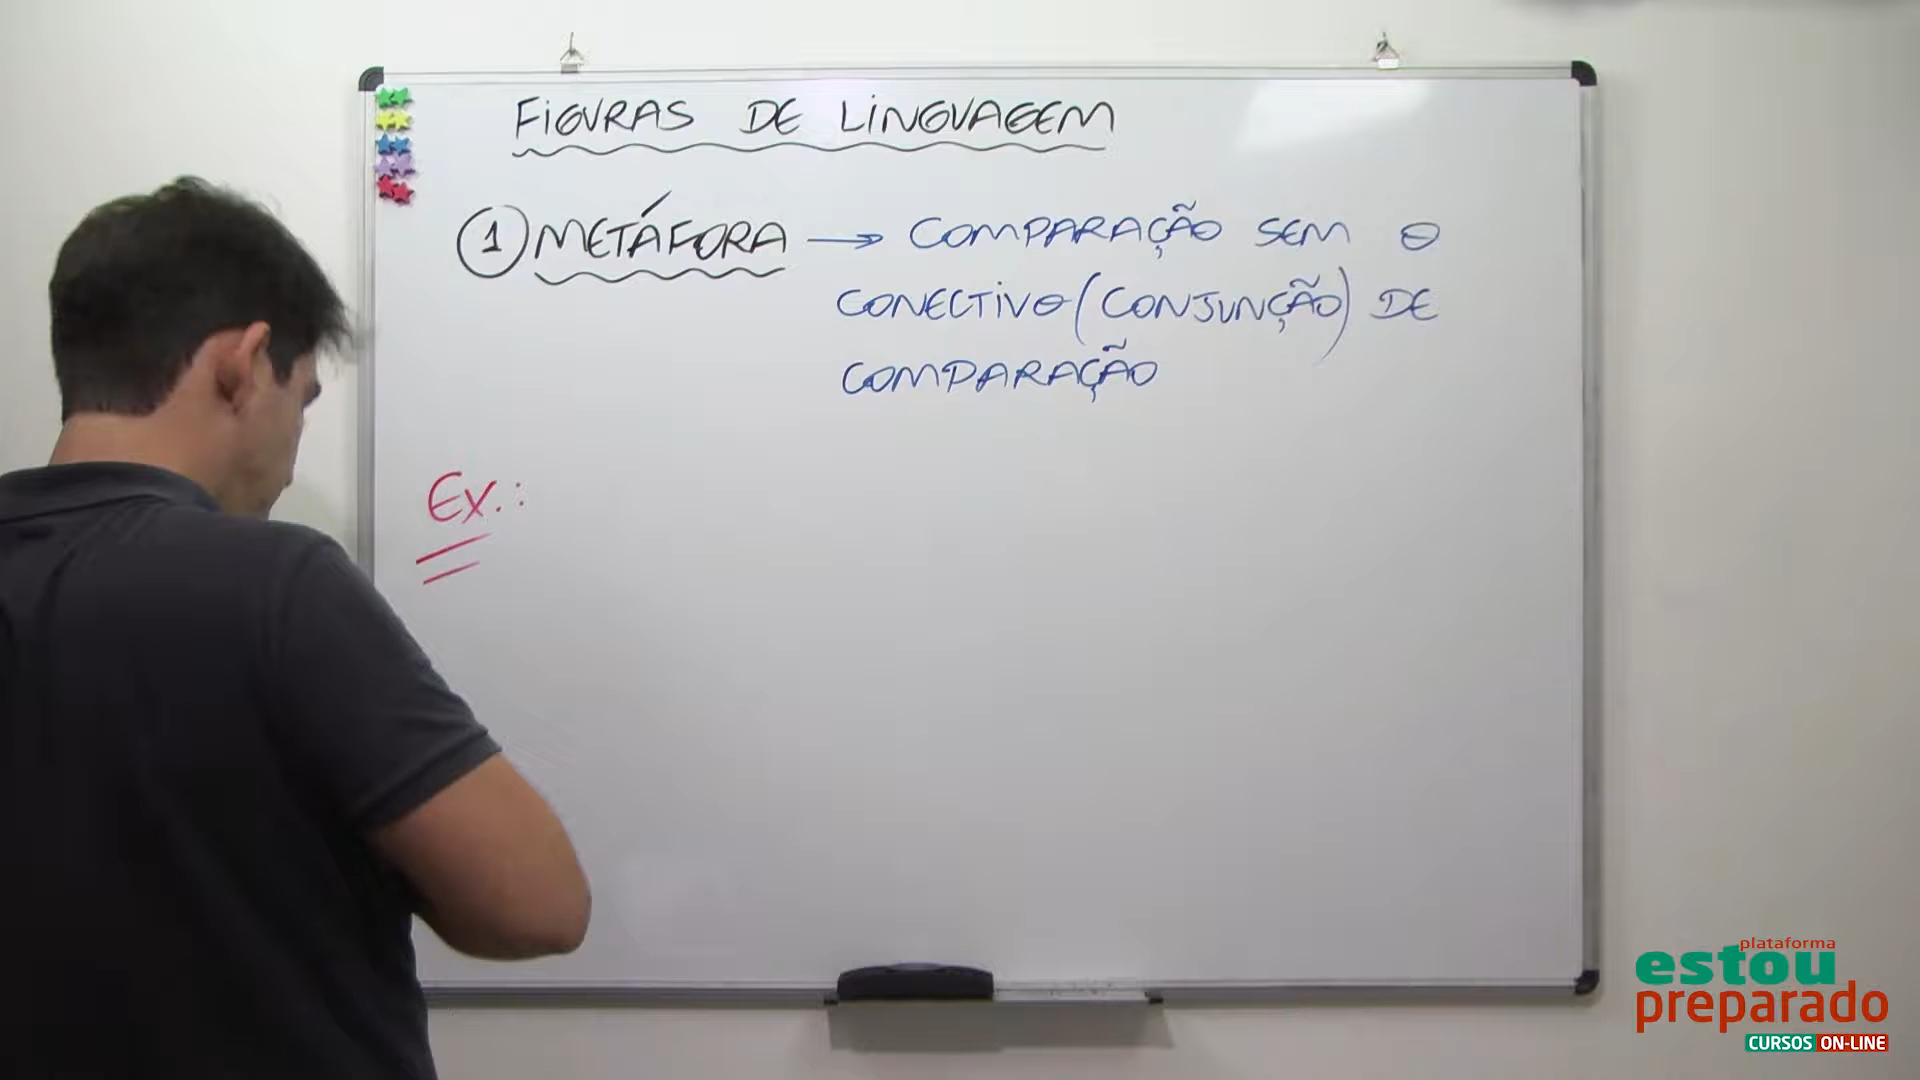 FIGURAS DE LINGUAGEM
1 METÁFORA → COMPARAÇÃO SEM O
CONECTIVO (CONJUNÇÃO) DE
COMPARAÇÃO
Ex.:
plataforma
estou
preparado
CURSOS ON-LINE